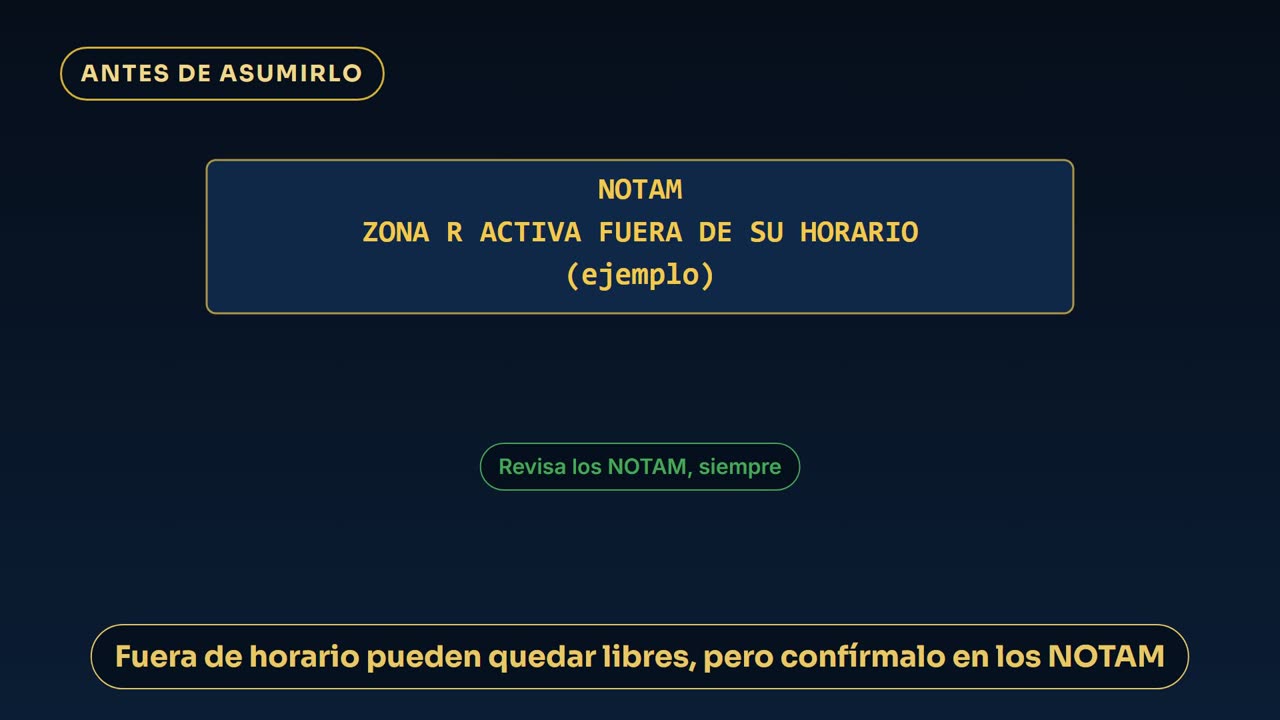 ANTES DE ASUMIRLO
NOTAM
ZONA R ACTIVA FUERA DE SU HORARIO
(ejemplo)
Revisa los NOTAM, siempre
Fuera de horario pueden quedar libres, pero confírmalo en los NOTAM